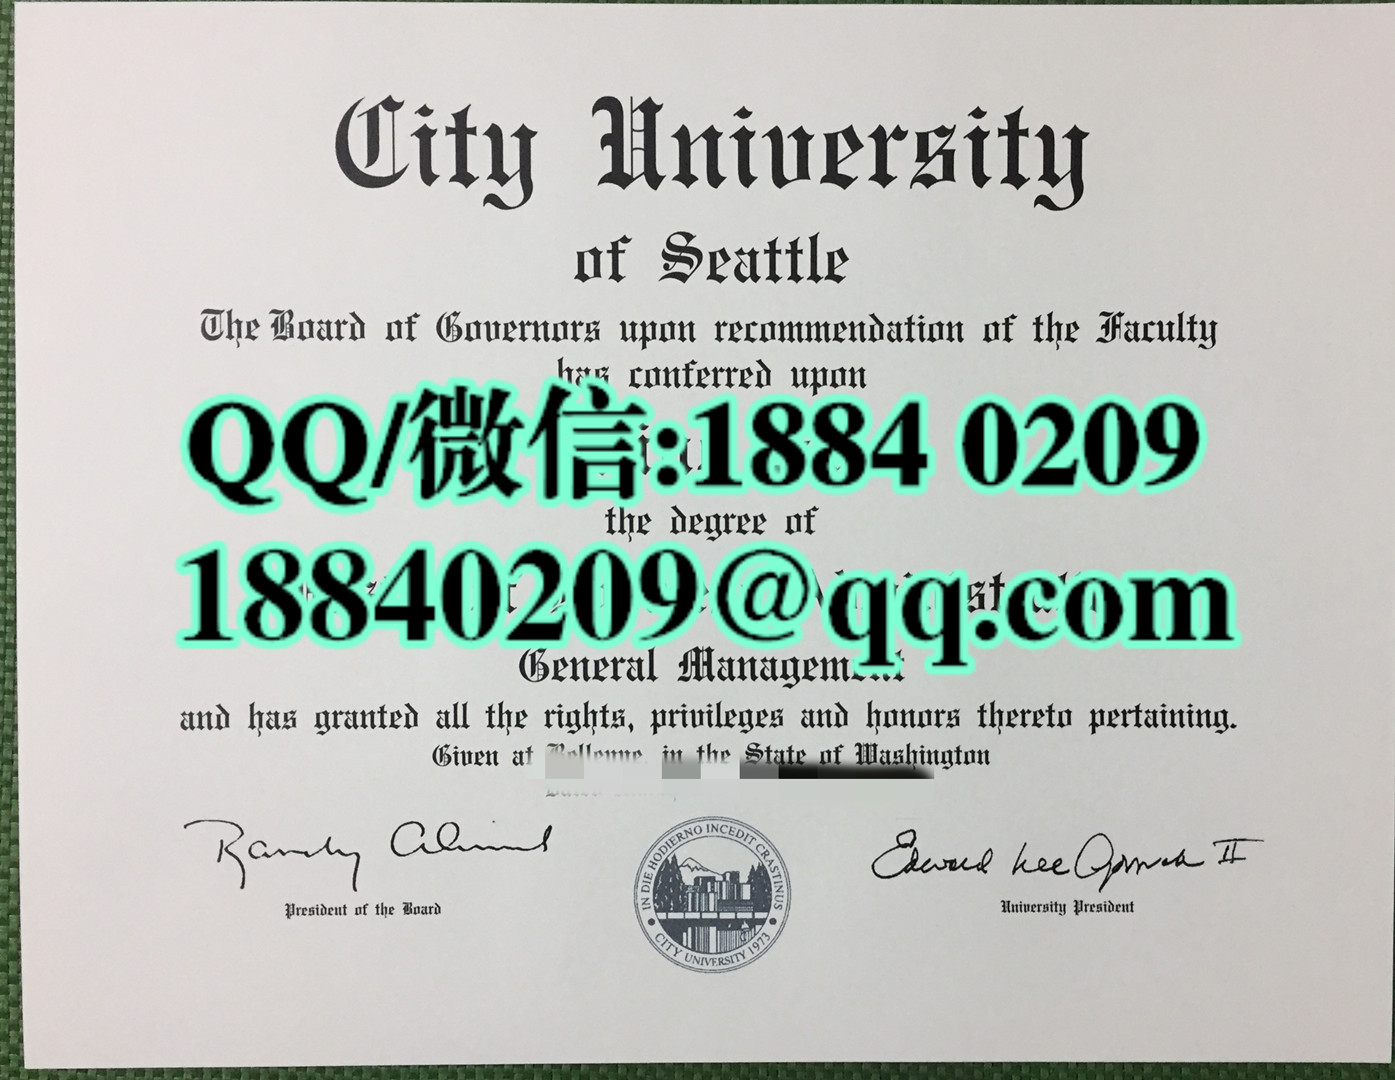 City University
of Seattle
The Board of Governors upon recommendation of the Faculty
has conferred upon
QQ/微信:1884 0209
the degree of
18840209@qq.com
General Management
and has granted all the rights, privileges and honors thereto pertaining.
Given at Bellevue, in the State of Washington
IN DIE HODIERNO INCEDIT CRASTINUS
CITY UNIVERSITY 1973
President of the Board
University President